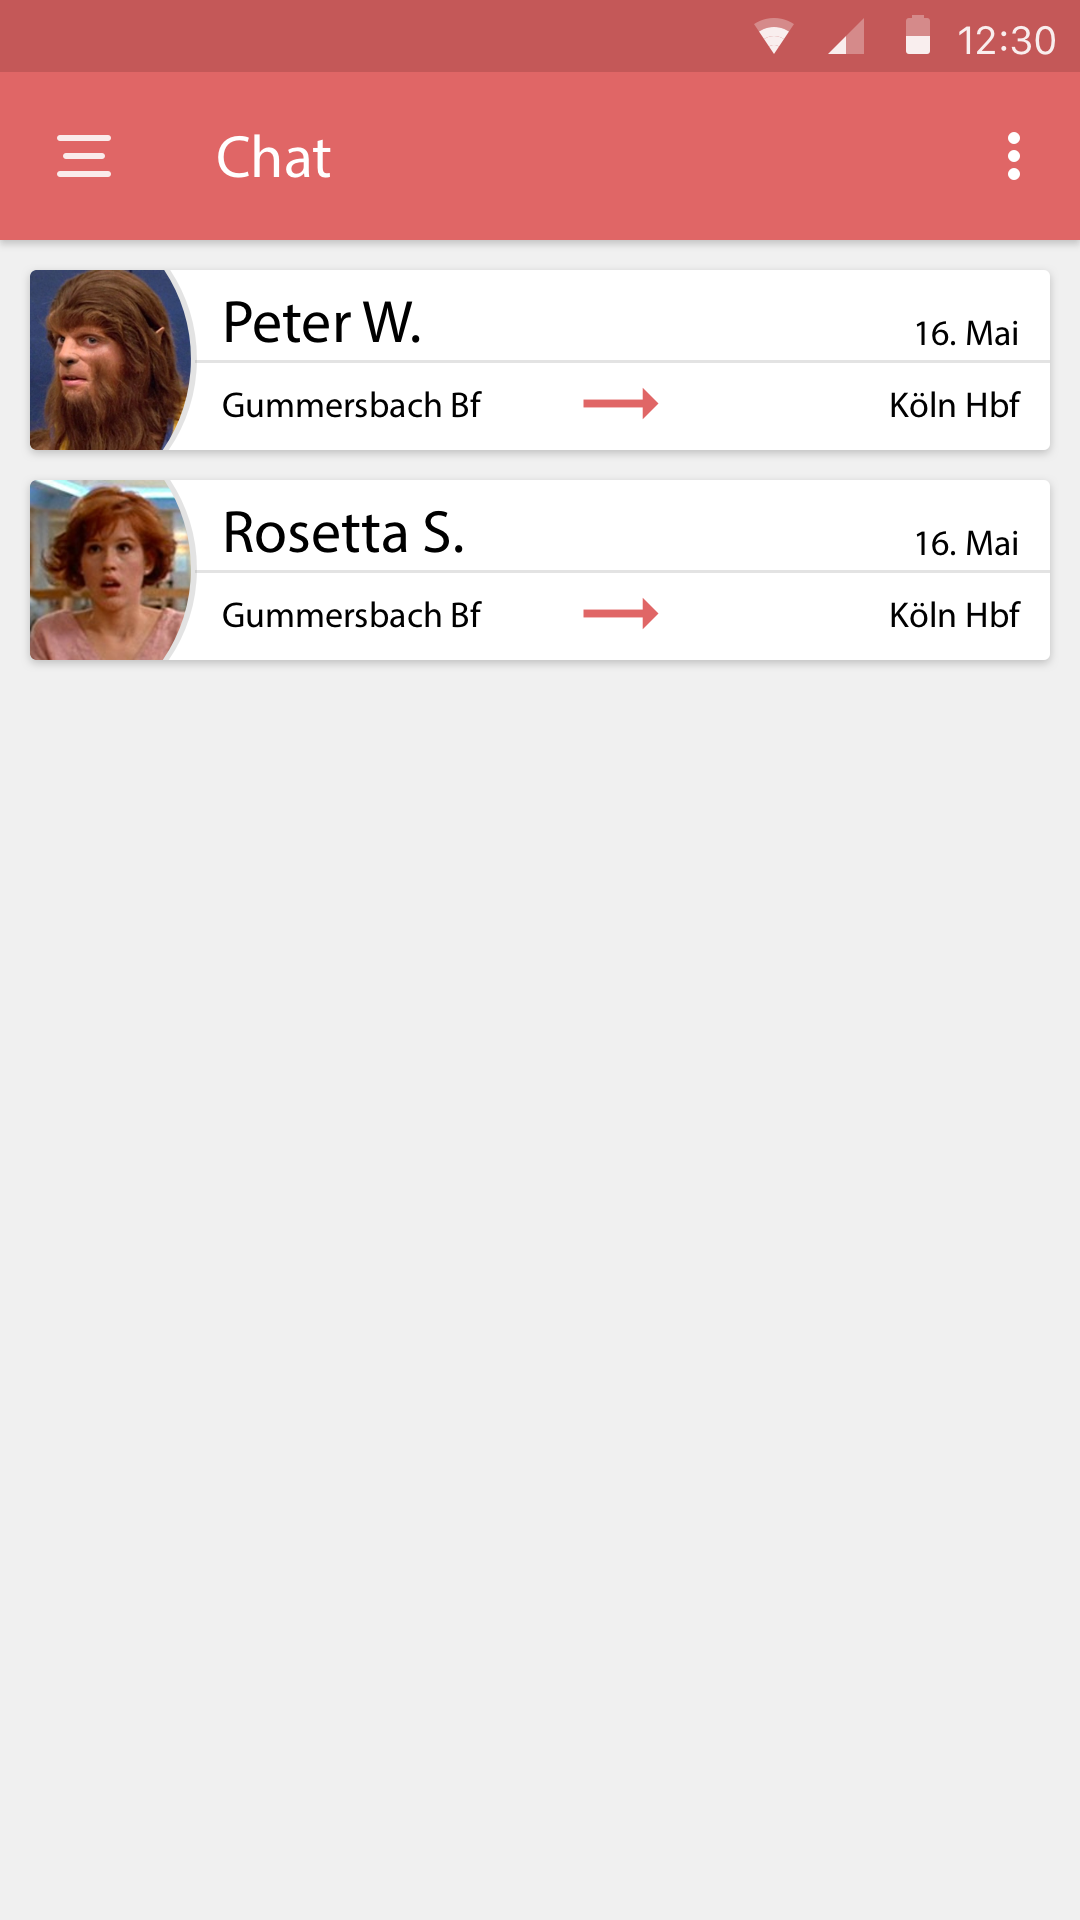 12:30
Chat
Peter W.
16. Mai
Gummersbach Bf
Köln Hbf
Rosetta S.
16. Mai
Gummersbach Bf
Köln Hbf